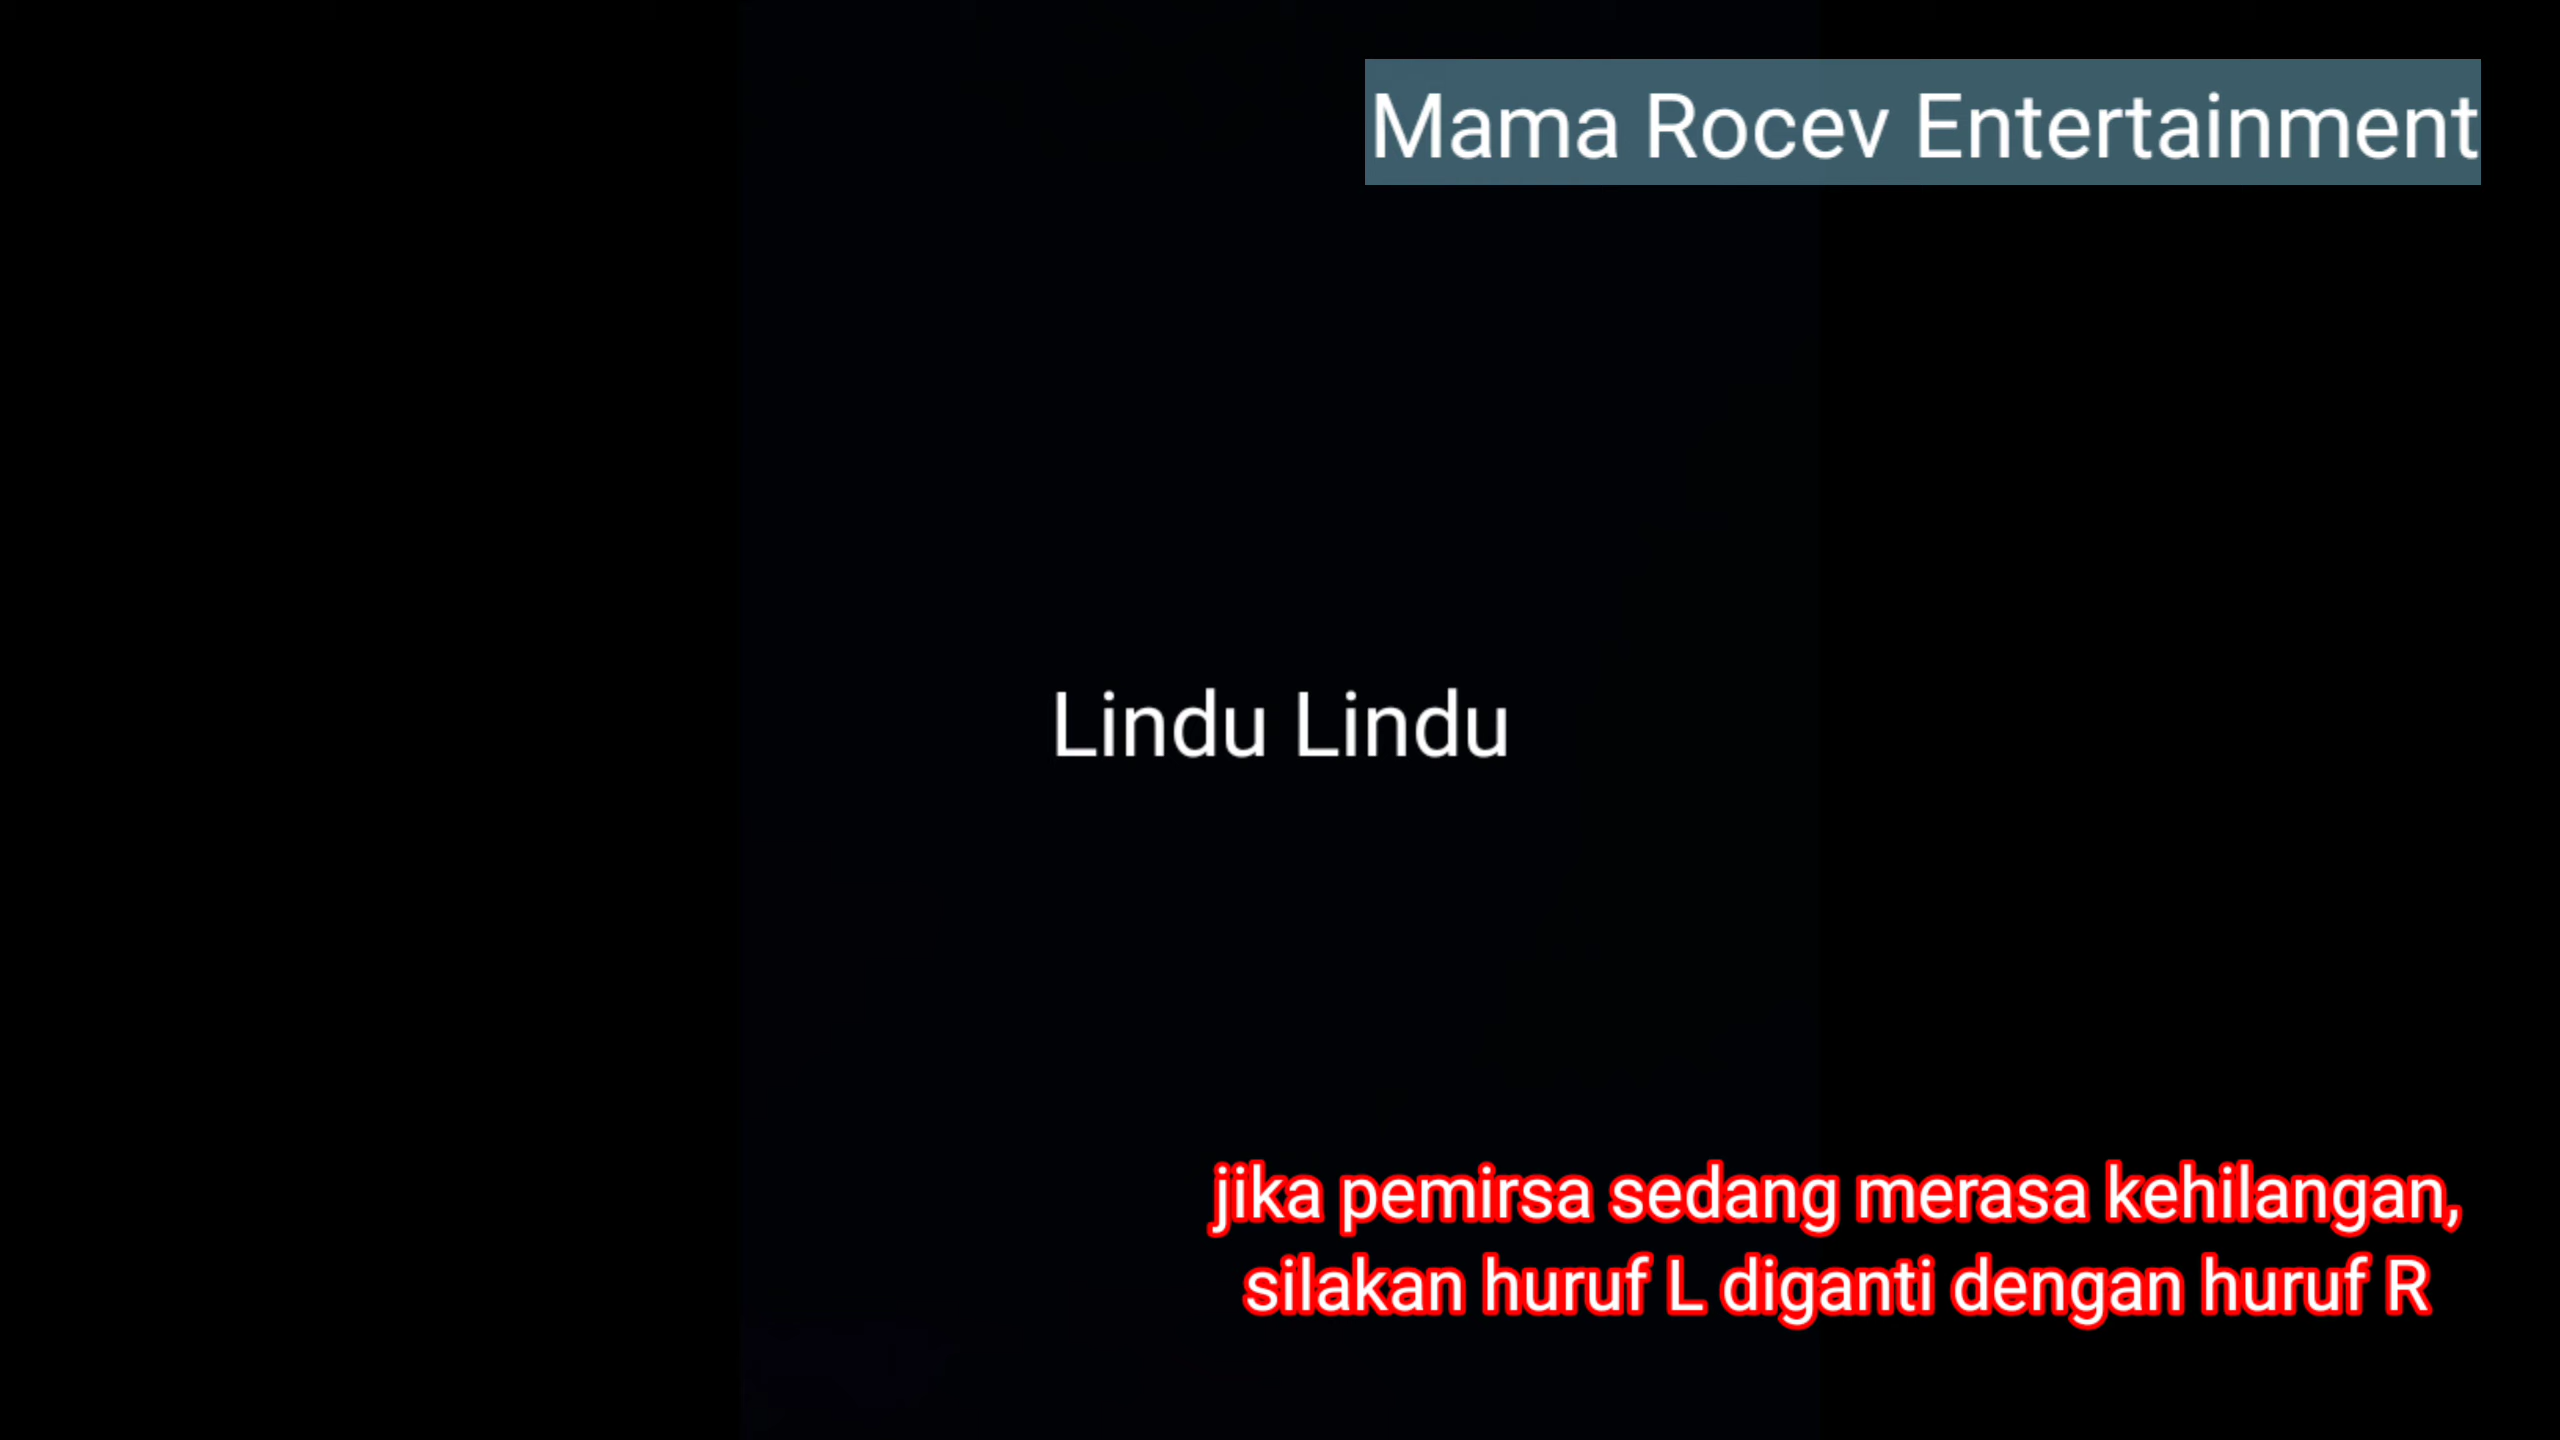 Mama Rocev Entertainment
Lindu Lindu
jika pemirsa sedang merasa kehilangan,
silakan huruf L diganti dengan huruf R